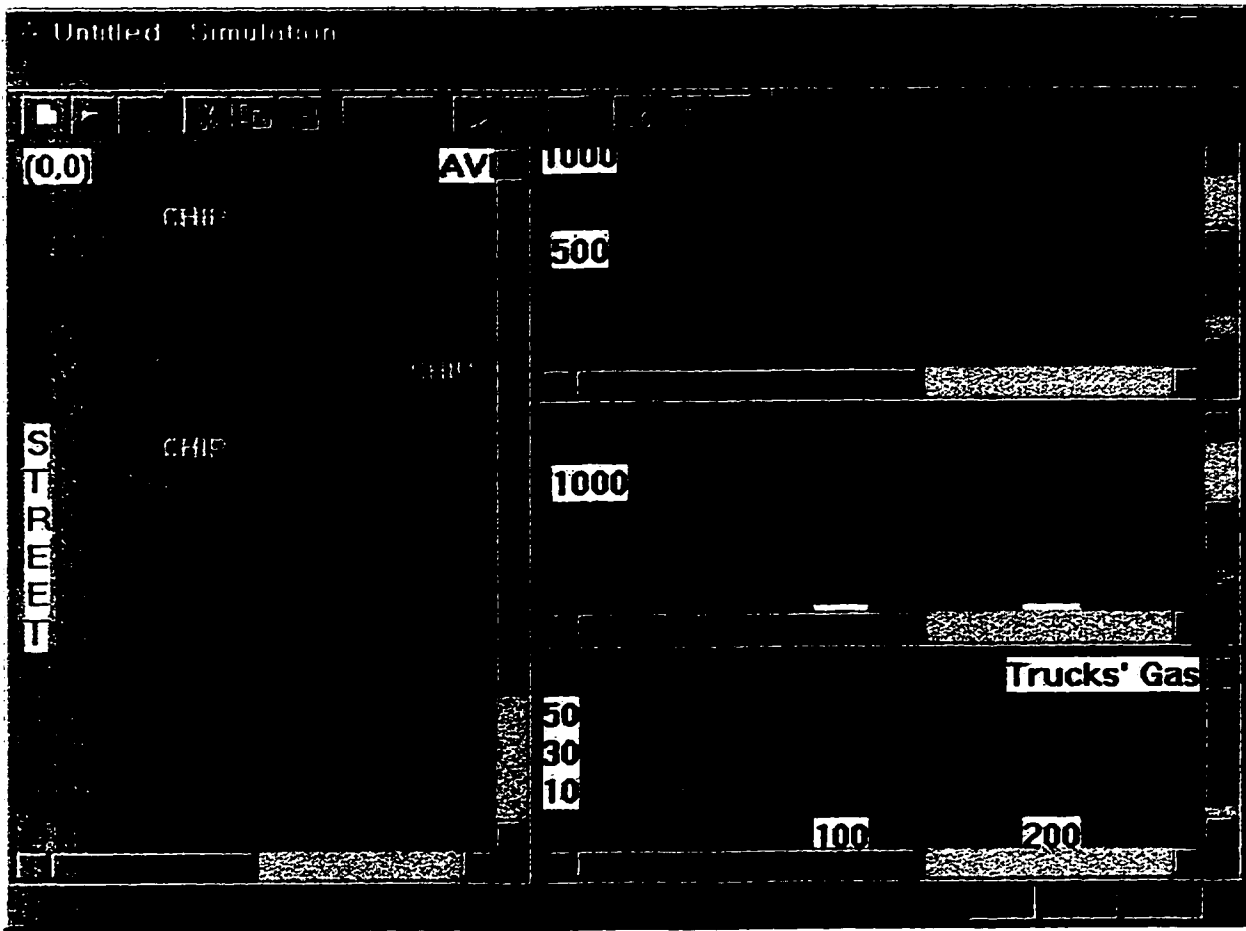 Untitled Simulation
(0,0)
AV
CHIP
CHIP
CHIP
S
T
R
E
E
T
1000
500
1000
Trucks' Gas
50
30
10
100
200